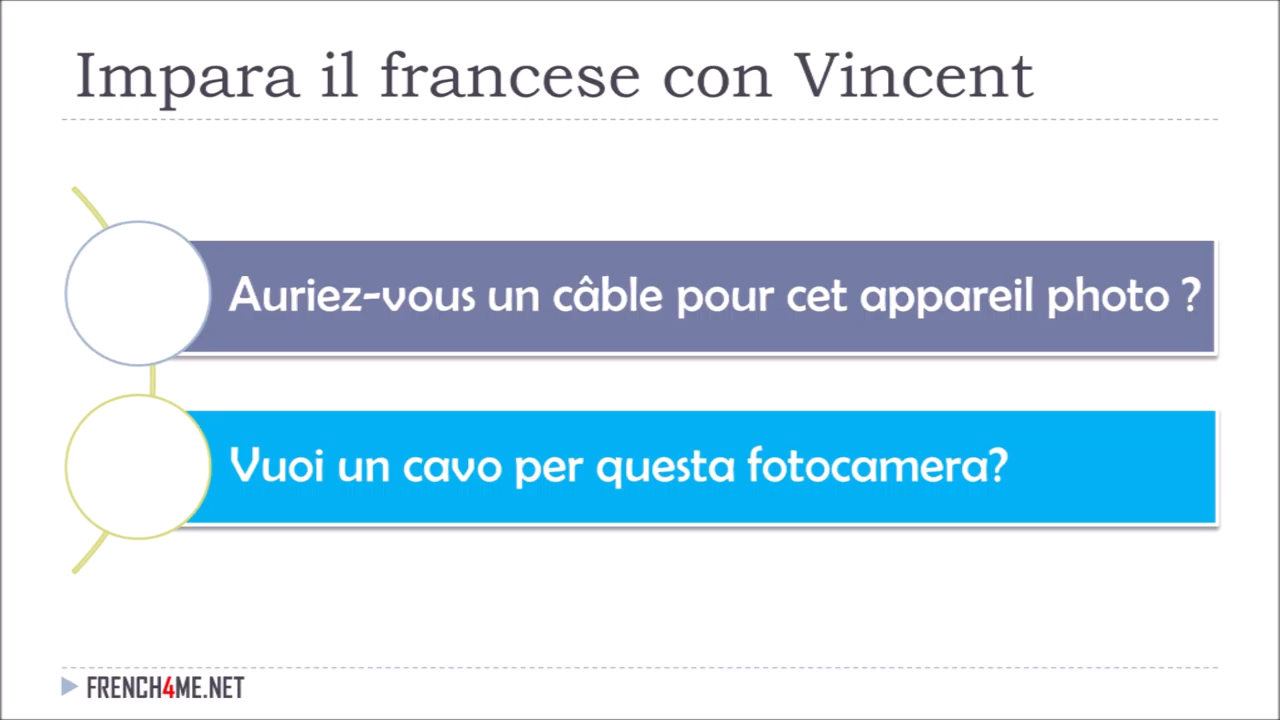 Impara il francese con Vincent
Auriez-vous un câble pour cet appareil photo ?
Vuoi un cavo per questa fotocamera?
FRENCH4ME.NET